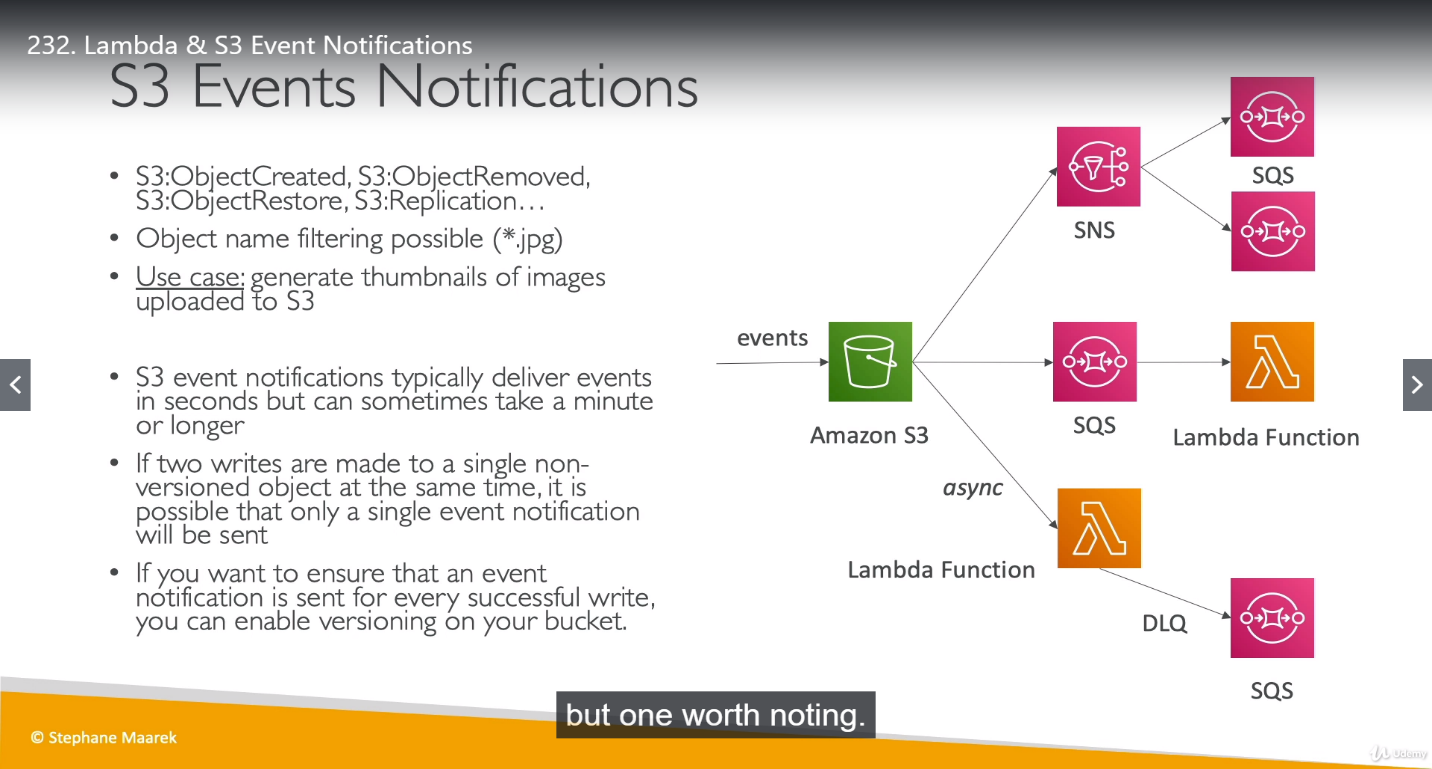 232. Lambda & S3 Event Notifications
S3 Events Notifications
• S3:ObjectCreated, S3:ObjectRemoved,
S3:ObjectRestore, S3:Replication…
• Object name filtering possible (*.jpg)
• Use case: generate thumbnails of images
uploaded to S3
• S3 event notifications typically deliver events
in seconds but can sometimes take a minute
or longer
• If two writes are made to a single non-
versioned object at the same time, it is
possible that only a single event notification
will be sent
• If you want to ensure that an event
notification is sent for every successful write,
you can enable versioning on your bucket.
SQS
SNS
events
Amazon S3
SQS
Lambda Function
async
Lambda Function
DLQ
SQS
but one worth noting.
© Stephane Maarek
Udemy